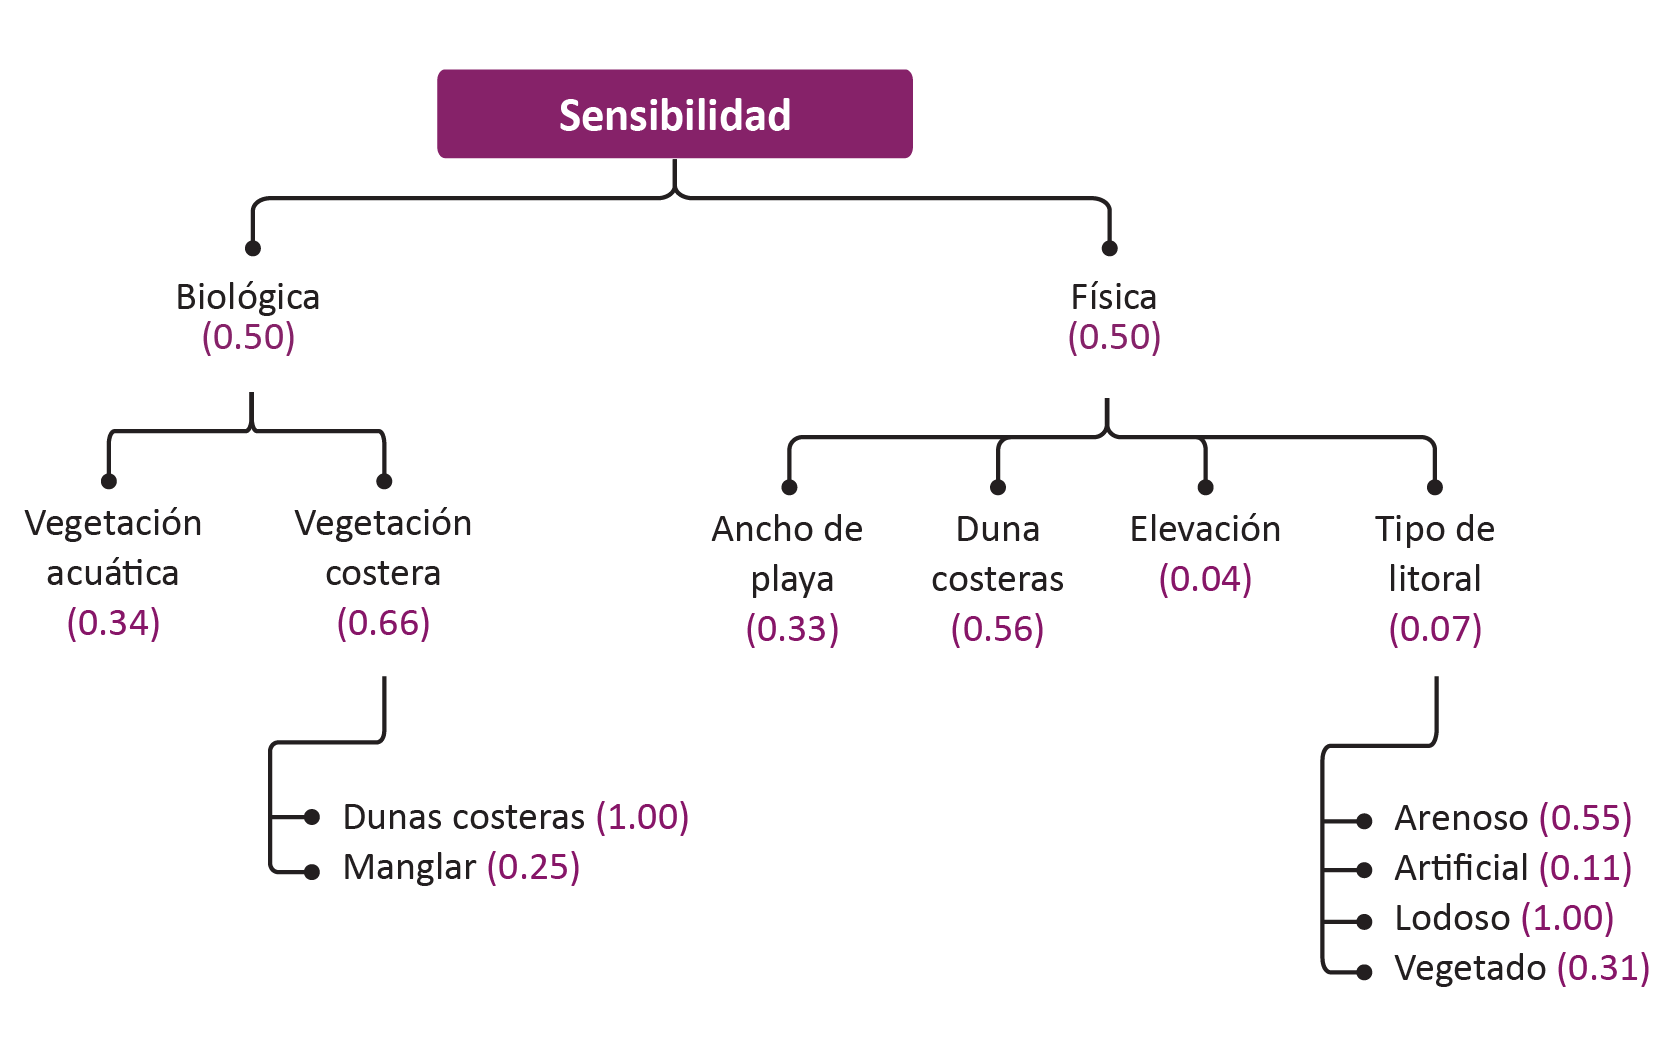 Sensibilidad
Biológica
(0.50)
Física
(0.50)
Vegetación
acuática
(0.34)
Vegetación
costera
(0.66)
Dunas costeras (1.00)
Manglar (0.25)
Ancho de
playa
(0.33)
Duna
costeras
(0.56)
Elevación
(0.04)
Tipo de
litoral
(0.07)
Arenoso (0.55)
Artificial (0.11)
Lodoso (1.00)
Vegetado (0.31)